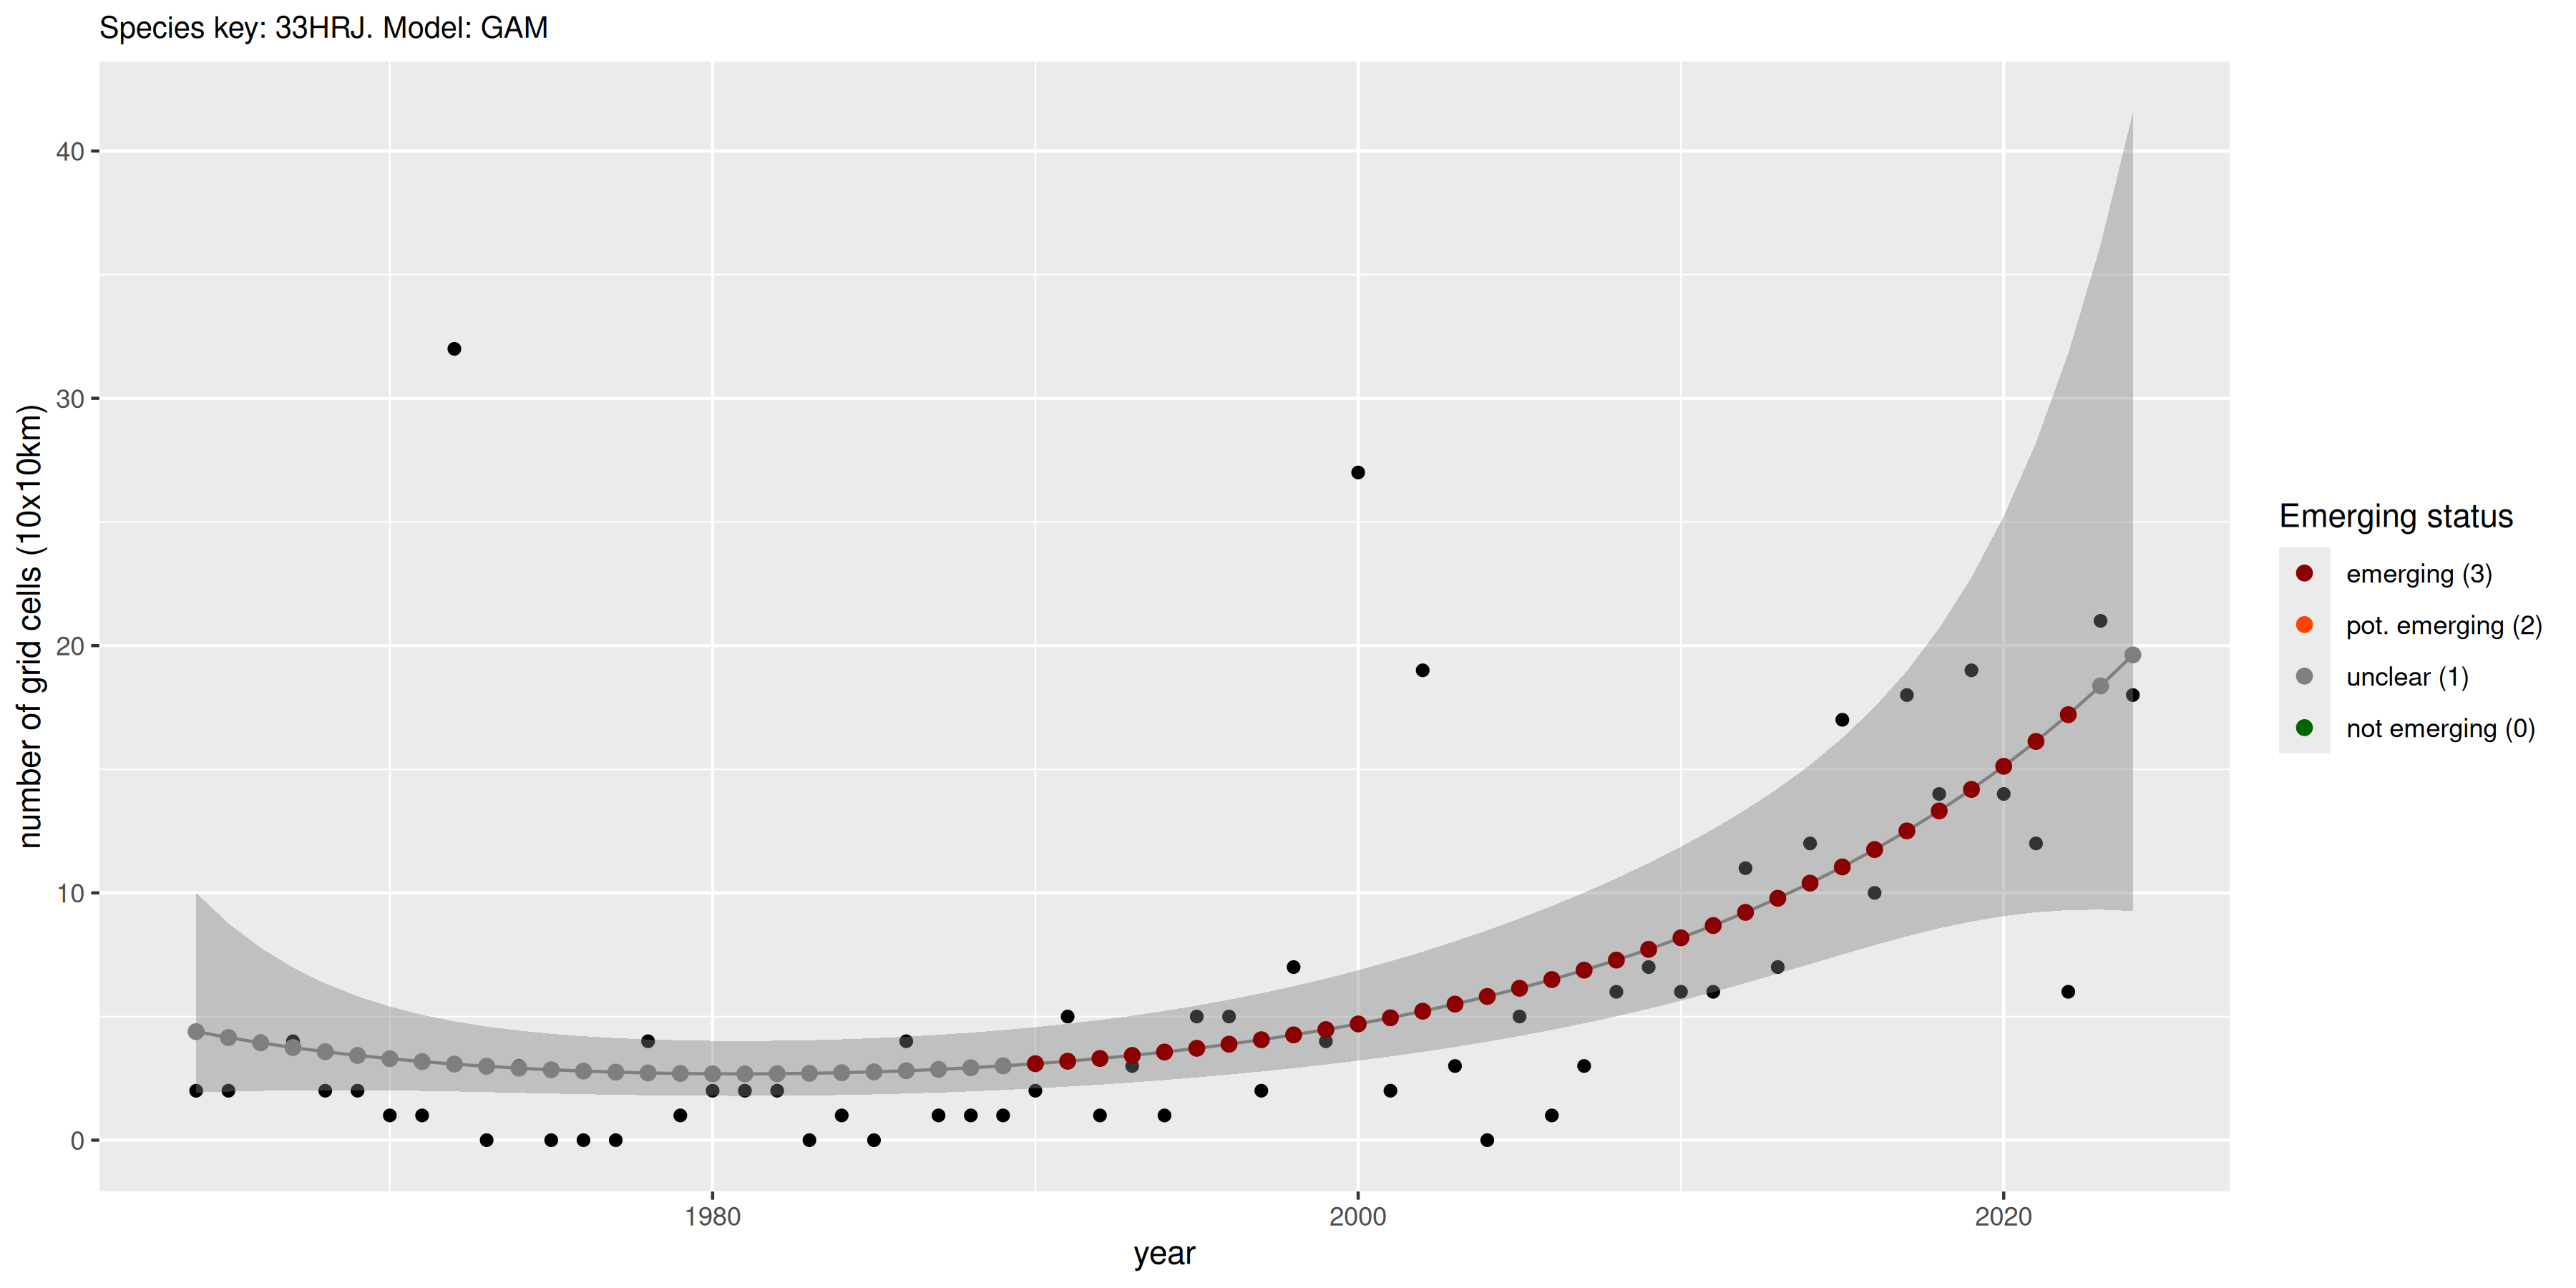 Species key: 33HRJ. Model: GAM
number of grid cells (10x10km)
40
30
20
10
0
1980
2000
2020
year
Emerging status
emerging (3)
pot. emerging (2)
unclear (1)
not emerging (0)